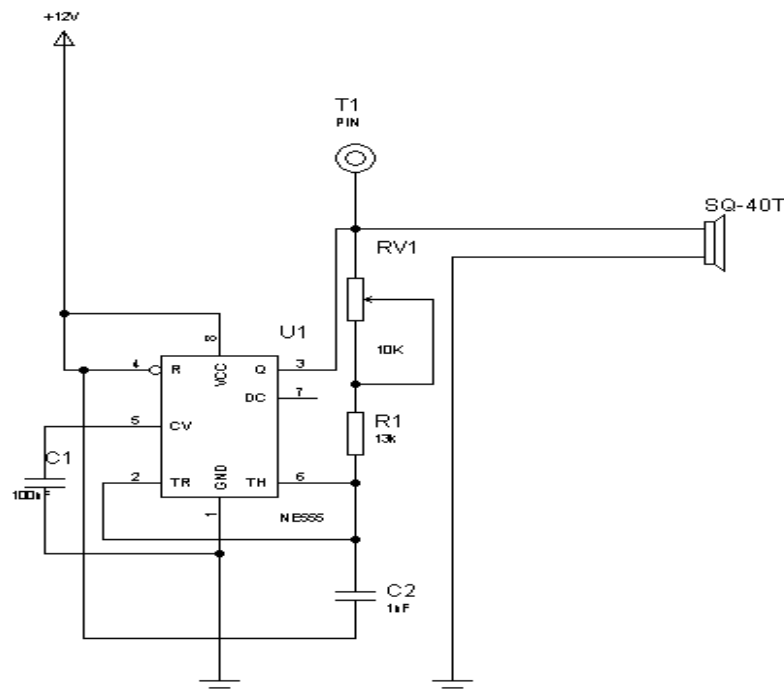 +12V
T1
PIN
SQ-40T
RV1
10K
U1
8
4
R
VCC
Q
3
DC
7
R1
13k
5
CV
C1
100nF
2
TR
GND
TH
6
1
NE555
C2
1nF